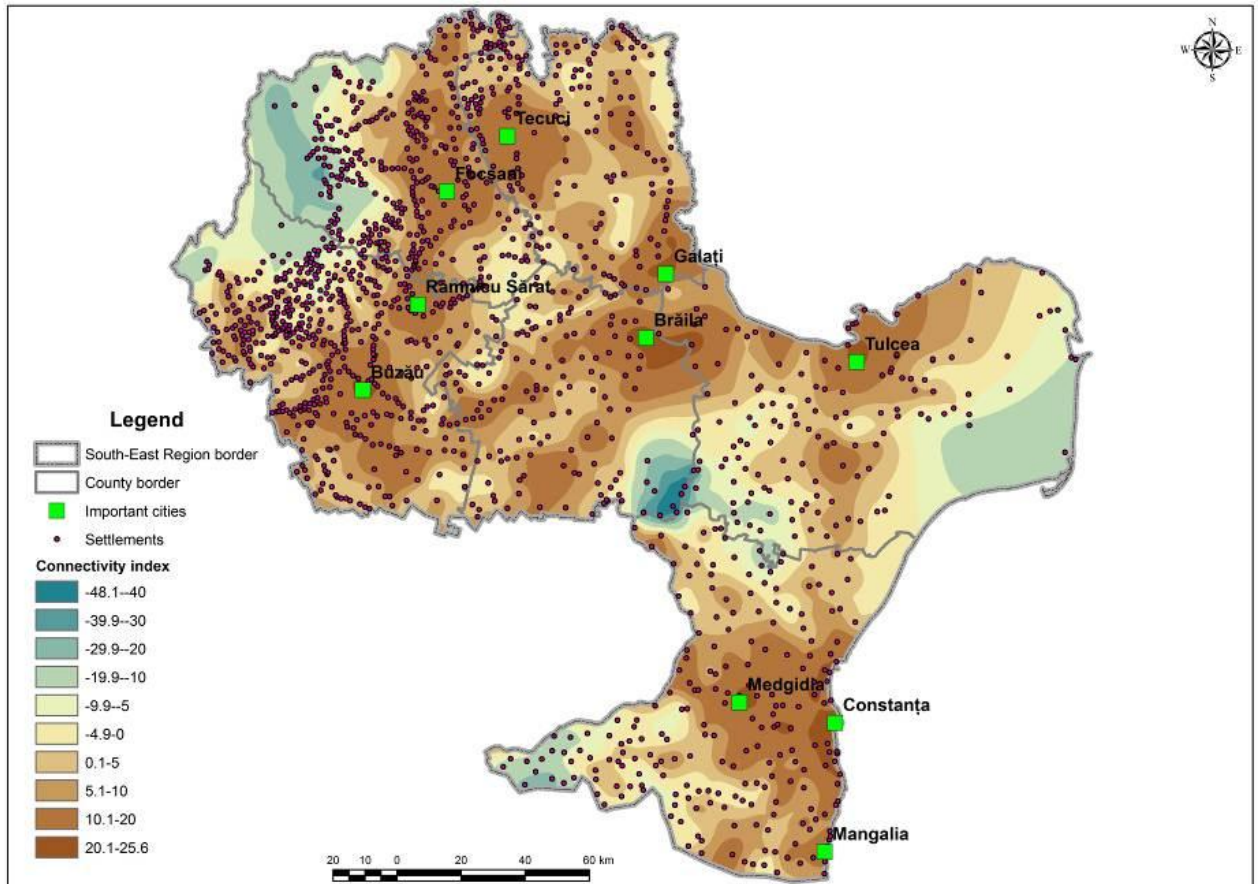 N
W E
S
Tecuci
Focșani
Galați
Râmnicu Sărat
Brăila
Tulcea
Buzău
Legend
South-East Region border
County border
Important cities
Settlements
Connectivity index
-48.1--40
-39.9--30
-29.9--20
-19.9--10
-9.9--5
-4.9-0
0.1-5
5.1-10
10.1-20
20.1-25.6
Medgidia
Constanța
Mangalia
20 10 0 20 40 60 km